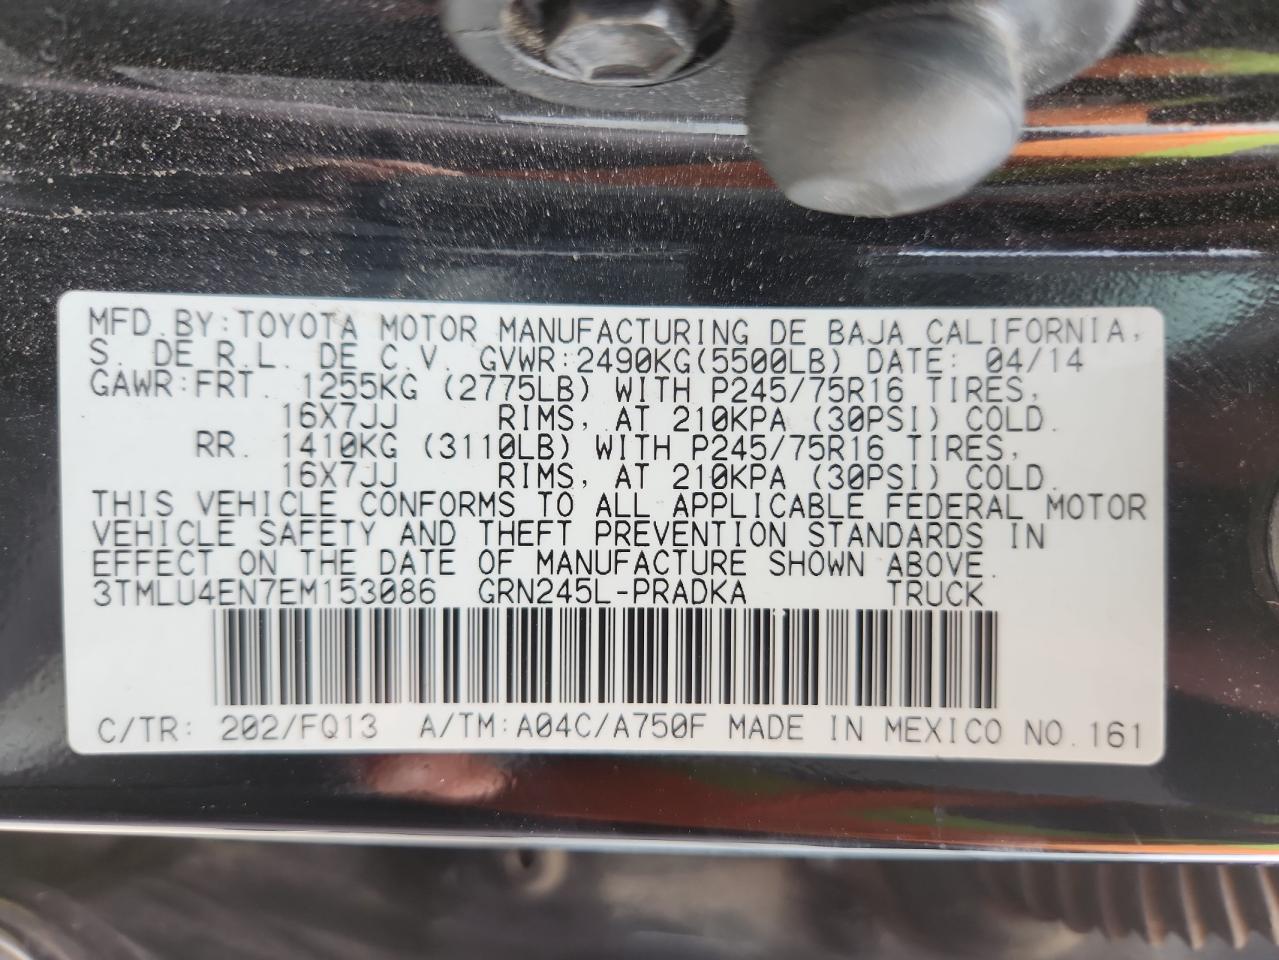 MFD.BY:TOYOTA MOTOR MANUFACTURING DE BAJA CALIFORNIA,
S. DE R.L. DE C.V. GVWR:2490KG(5500LB) DATE: 04/14
GAWR:FRT. 1255KG (2775LB) WITH P245/75R16 TIRES,
16X7JJ RIMS, AT 210KPA (30PSI) COLD.
RR. 1410KG (3110LB) WITH P245/75R16 TIRES,
16X7JJ RIMS, AT 210KPA (30PSI) COLD.
THIS VEHICLE CONFORMS TO ALL APPLICABLE FEDERAL MOTOR
VEHICLE SAFETY AND THEFT PREVENTION STANDARDS IN
EFFECT ON THE DATE OF MANUFACTURE SHOWN ABOVE.
3TMLU4EN7EM153086 GRN245L-PRADKA TRUCK
C/TR: 202/FQ13 A/TM:A04C/A750F MADE IN MEXICO NO.161